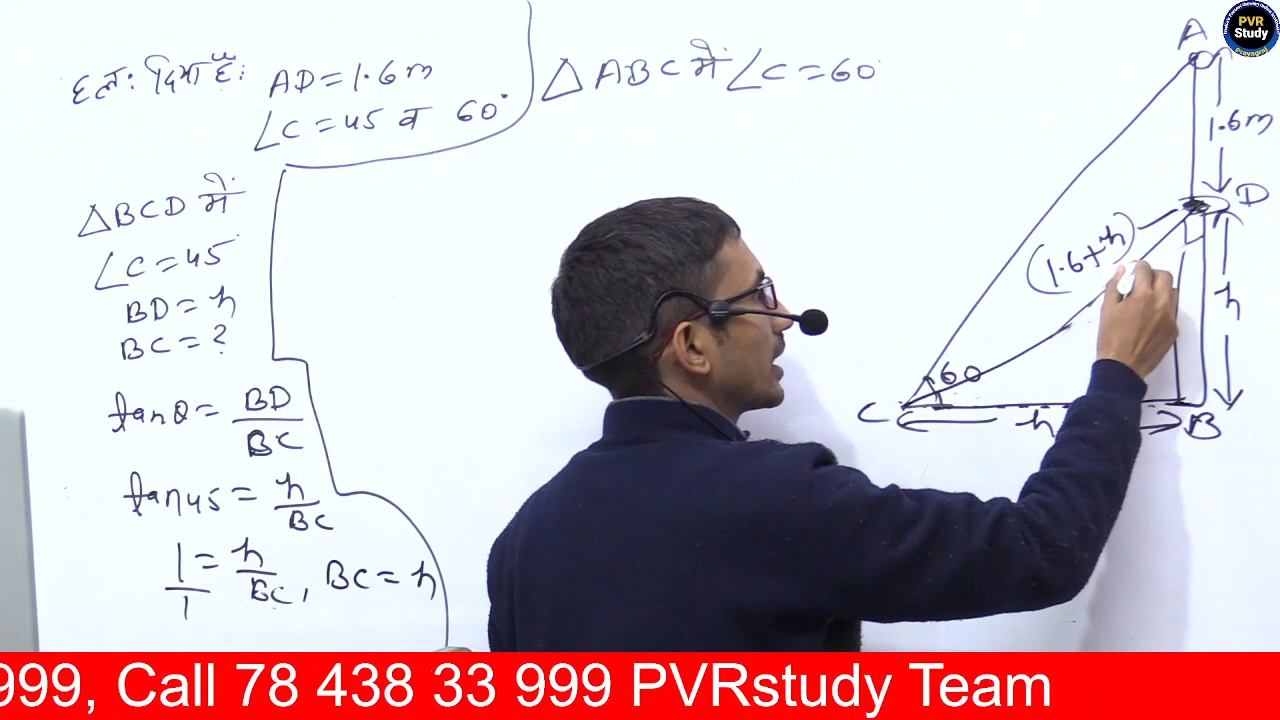 हल: दिया है: AD = 1.6m
∠C = 45 व 60°
△BCD में
∠C = 45°
BD = h
BC = ?
tanθ = BD/BC
tan45 = h/BC
1/1 = h/BC, BC = h
△ABC में ∠C = 60°
A
1.6m
D
(1.6+h)
h
60
C
h
B
PVR
Study
Prayagraj
999, Call 78 438 33 999 PVRstudy Team